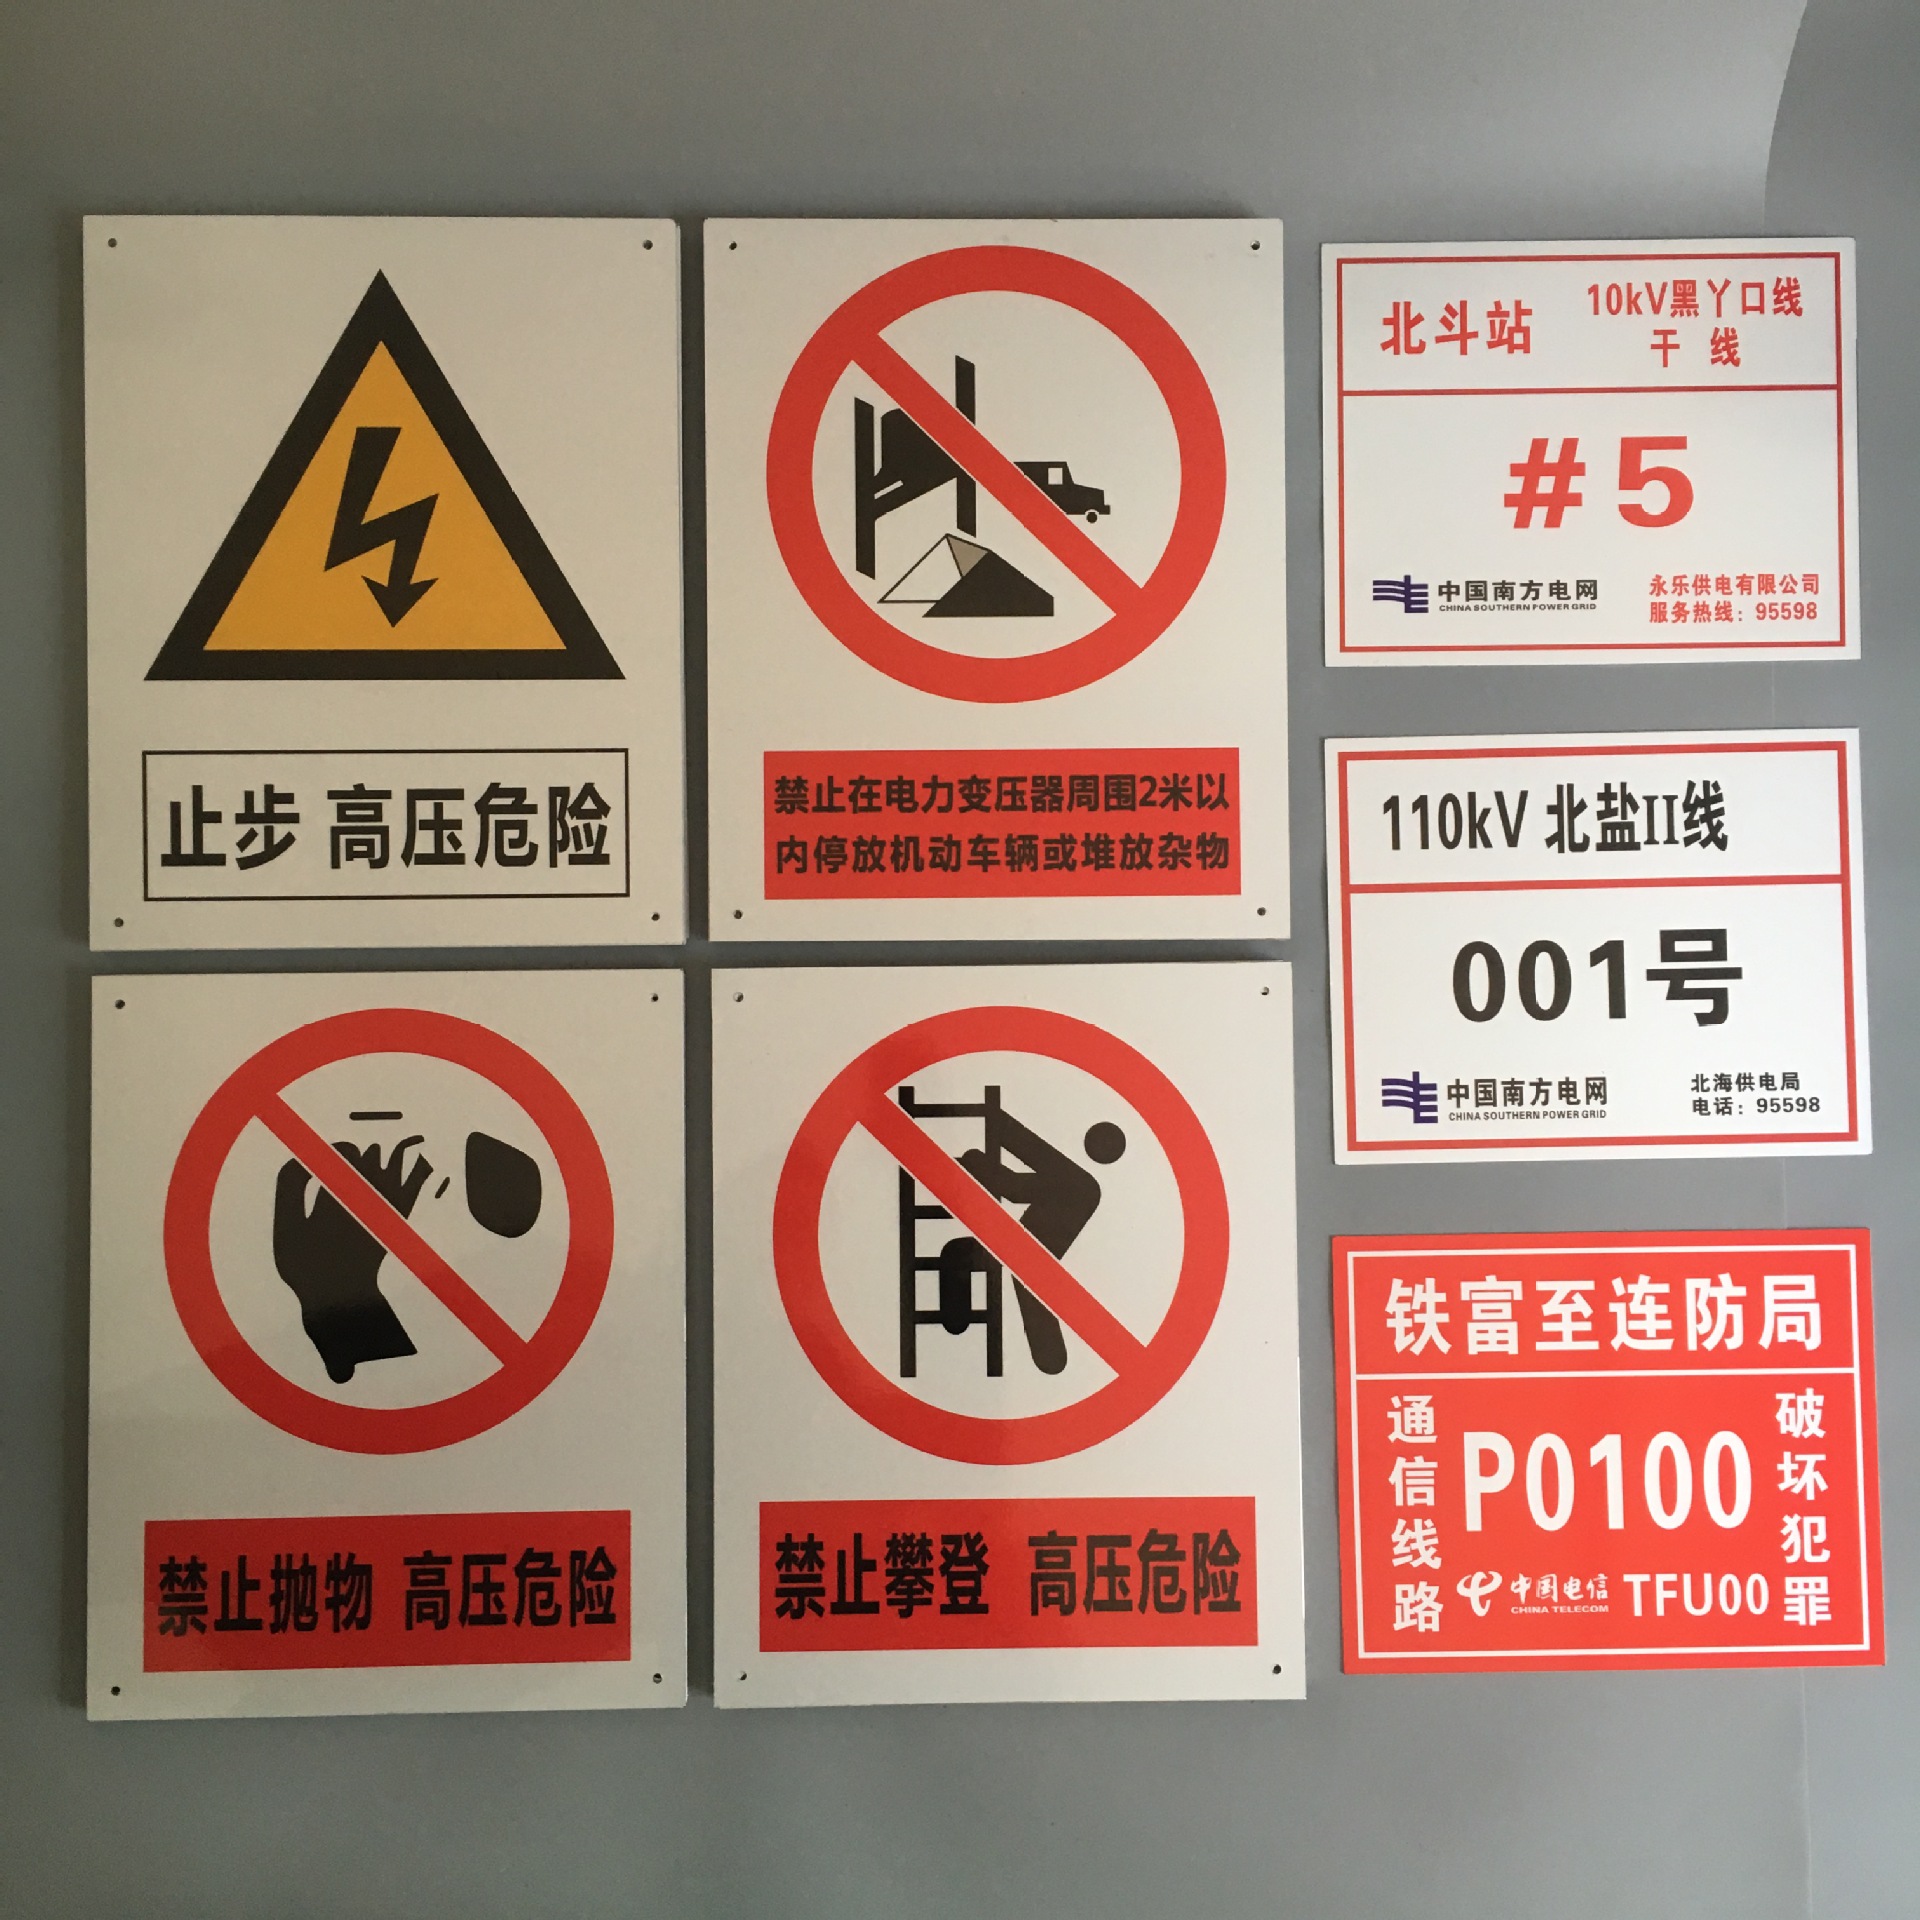 止步 高压危险
禁止在电力变压器周围2米以
内停放机动车辆或堆放杂物
禁止抛物 高压危险
禁止攀登 高压危险
北斗站
10kV黑丫口线
干 线
#5
中国南方电网
CHINA SOUTHERN POWER GRID
永乐供电有限公司
服务热线：95598
110kV 北盐II线
001号
中国南方电网
CHINA SOUTHERN POWER GRID
北海供电局
电话：95598
铁富至连防局
通信线路
P0100
中国电信
CHINA TELECOM
TFU00
破坏犯罪